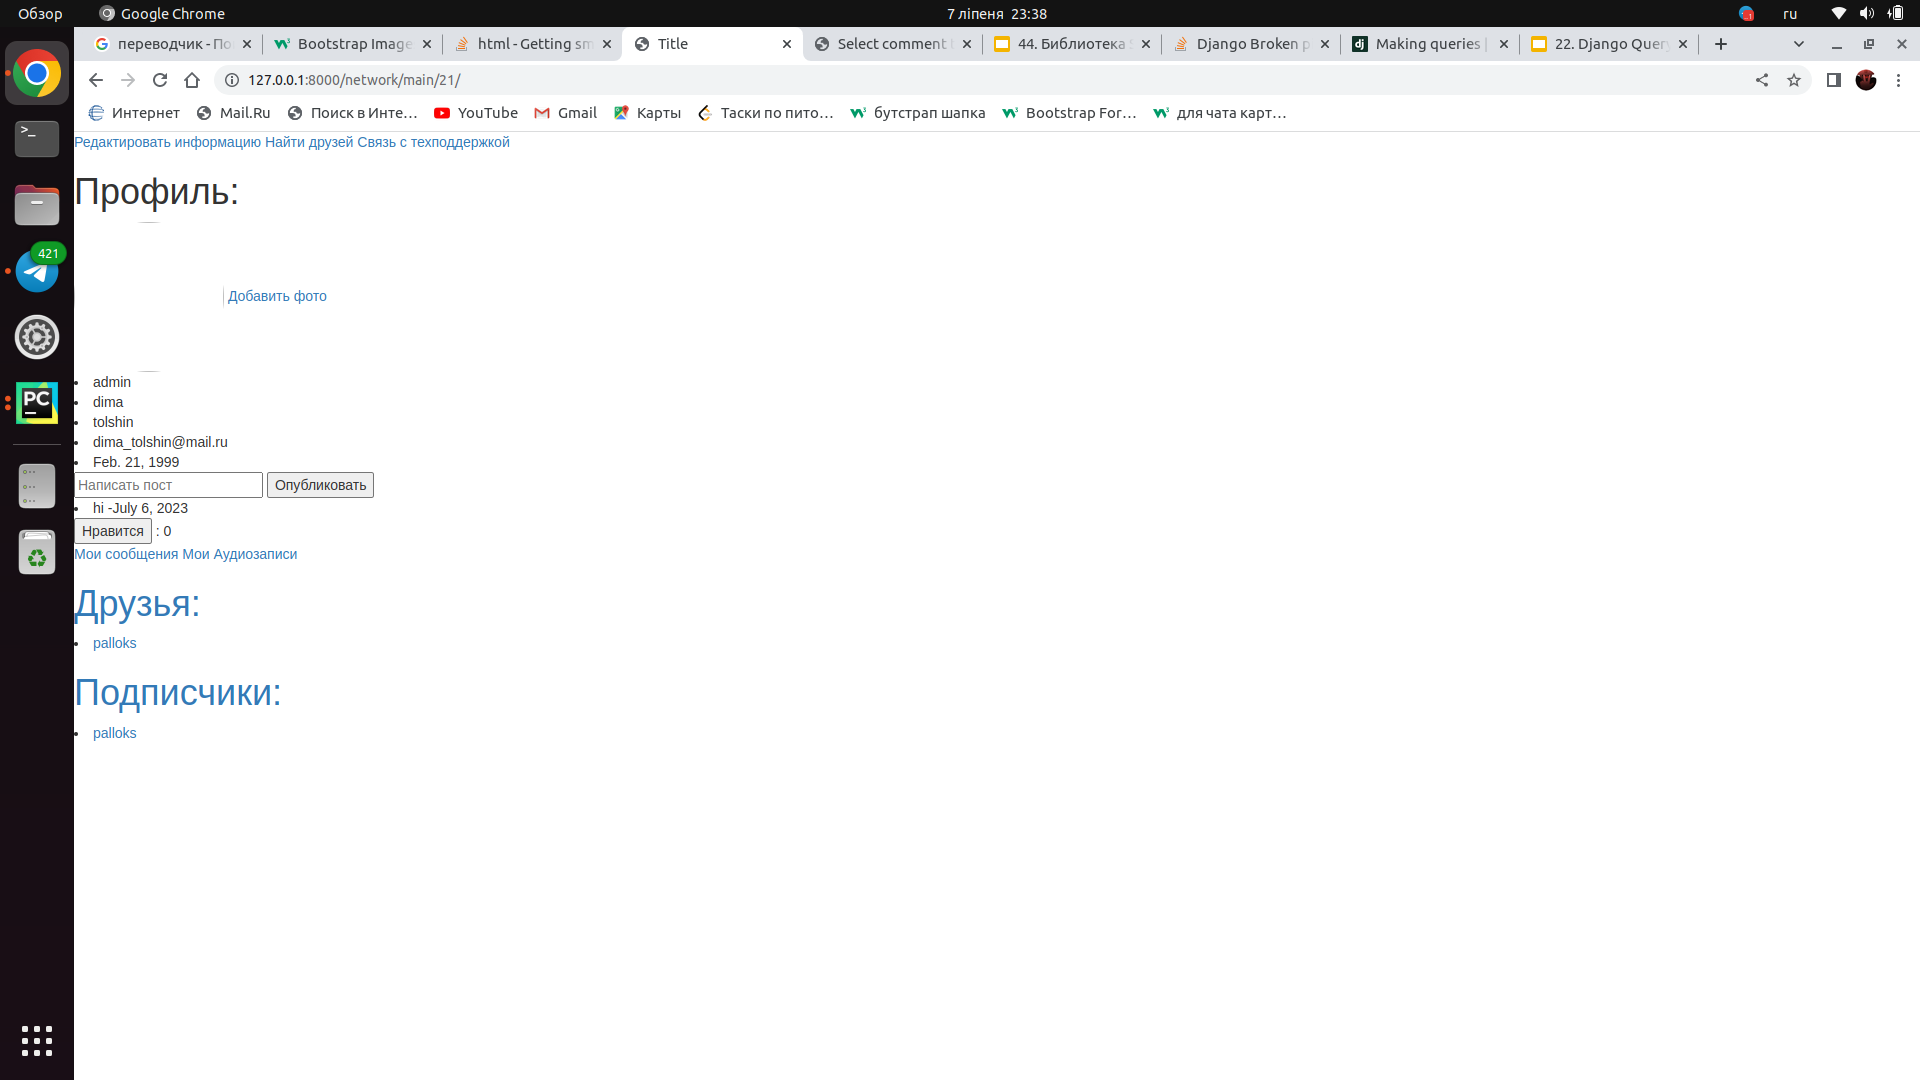 Обзор Google Chrome 7 ліпеня 23:38 ru
переводчик - По Bootstrap Image html - Getting sm Title Select comment 44. Библиотека Django Broken p Making queries | 22. Django Quer
127.0.0.1:8000/network/main/21/
Интернет Mail.Ru Поиск в Инте… YouTube Gmail Карты Таски по пито… бутстрап шапка Bootstrap For… для чата карт…
Редактировать информацию Найти друзей Связь с техподдержкой
Профиль:
421
Добавить фото
admin
dima
PC
tolshin
dima_tolshin@mail.ru
Feb. 21, 1999
Написать пост Опубликовать
hi -July 6, 2023
Нравится : 0
Мои сообщения Мои Аудиозаписи
Друзья:
palloks
Подписчики:
palloks